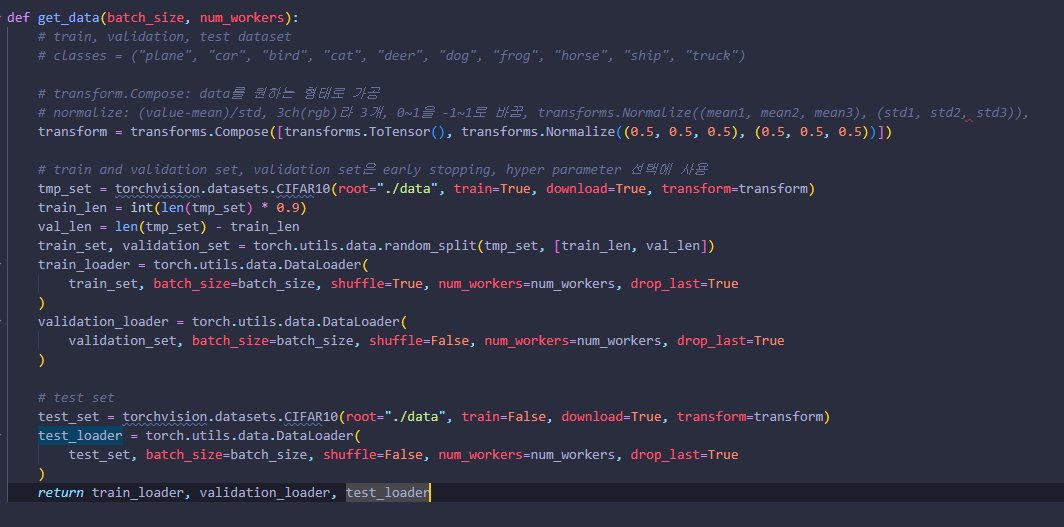 def get_data(batch_size, num_workers):
# train, validation, test dataset
# classes = ("plane", "car", "bird", "cat", "deer", "dog", "frog", "horse", "ship", "truck")
# transform.Compose: data를 원하는 형태로 가공
# normalize: (value-mean)/std, 3ch(rgb)라 3개, 0~1을 -1~1로 바꿈, transforms.Normalize((mean1, mean2, mean3), (std1, std2, std3)),
transform = transforms.Compose([transforms.ToTensor(), transforms.Normalize((0.5, 0.5, 0.5), (0.5, 0.5, 0.5))])
# train and validation set, validation set은 early stopping, hyper parameter 선택에 사용
tmp_set = torchvision.datasets.CIFAR10(root="./data", train=True, download=True, transform=transform)
train_len = int(len(tmp_set) * 0.9)
val_len = len(tmp_set) - train_len
train_set, validation_set = torch.utils.data.random_split(tmp_set, [train_len, val_len])
train_loader = torch.utils.data.DataLoader(
train_set, batch_size=batch_size, shuffle=True, num_workers=num_workers, drop_last=True
)
validation_loader = torch.utils.data.DataLoader(
validation_set, batch_size=batch_size, shuffle=False, num_workers=num_workers, drop_last=True
)
# test set
test_set = torchvision.datasets.CIFAR10(root="./data", train=False, download=True, transform=transform)
test_loader = torch.utils.data.DataLoader(
test_set, batch_size=batch_size, shuffle=False, num_workers=num_workers, drop_last=True
)
return train_loader, validation_loader, test_loader